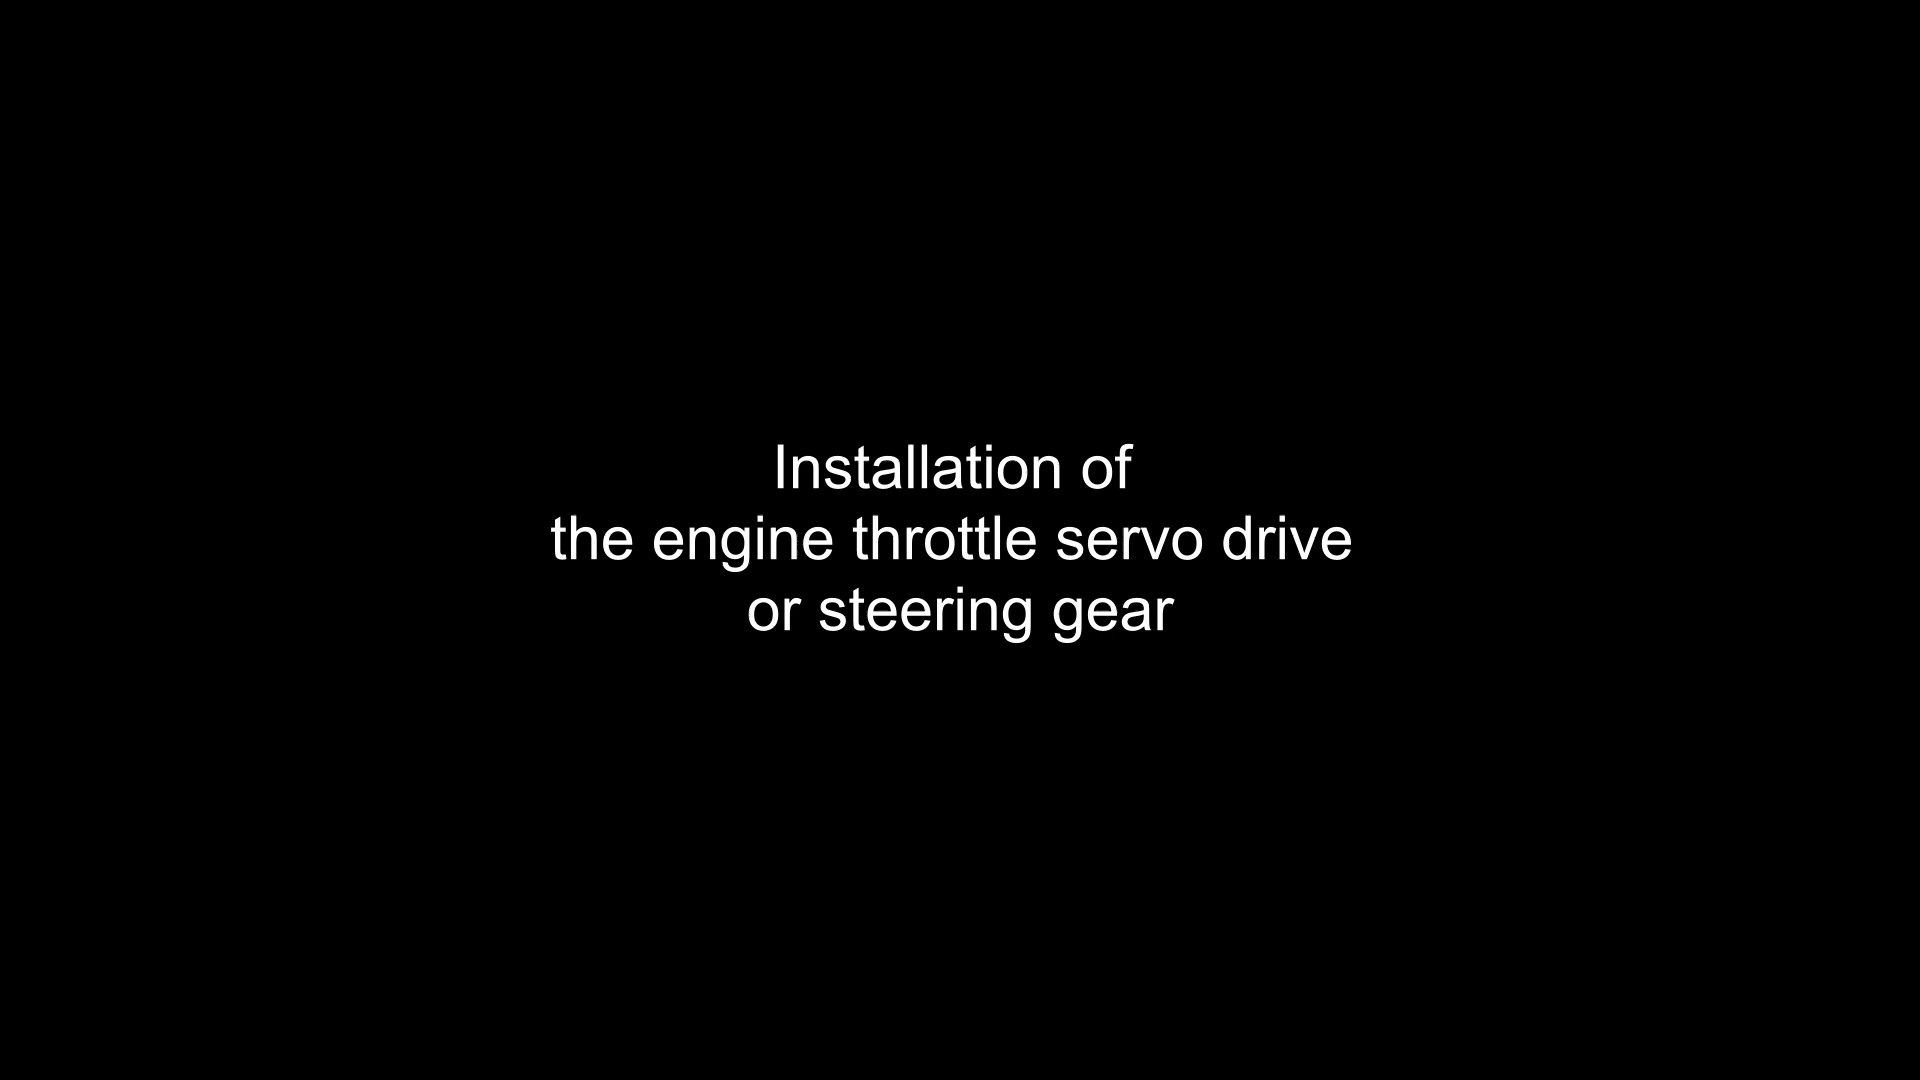 Installation of
the engine throttle servo drive
or steering gear